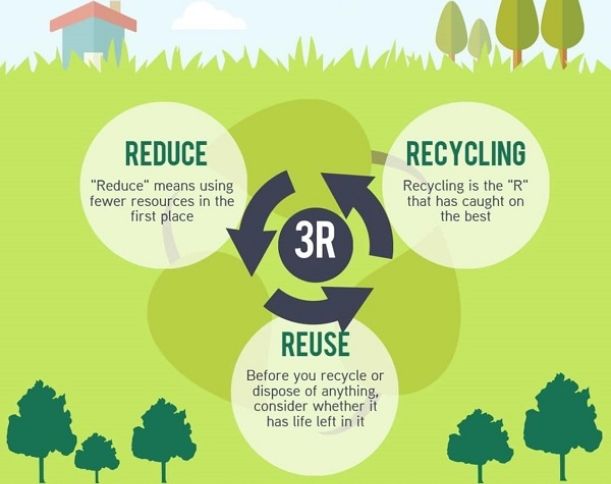 REDUCE
"Reduce" means using
fewer resources in the
first place
RECYCLING
Recycling is the "R"
that has caught on
the best
3R
REUSE
Before you recycle or
dispose of anything,
consider whether it
has life left in it